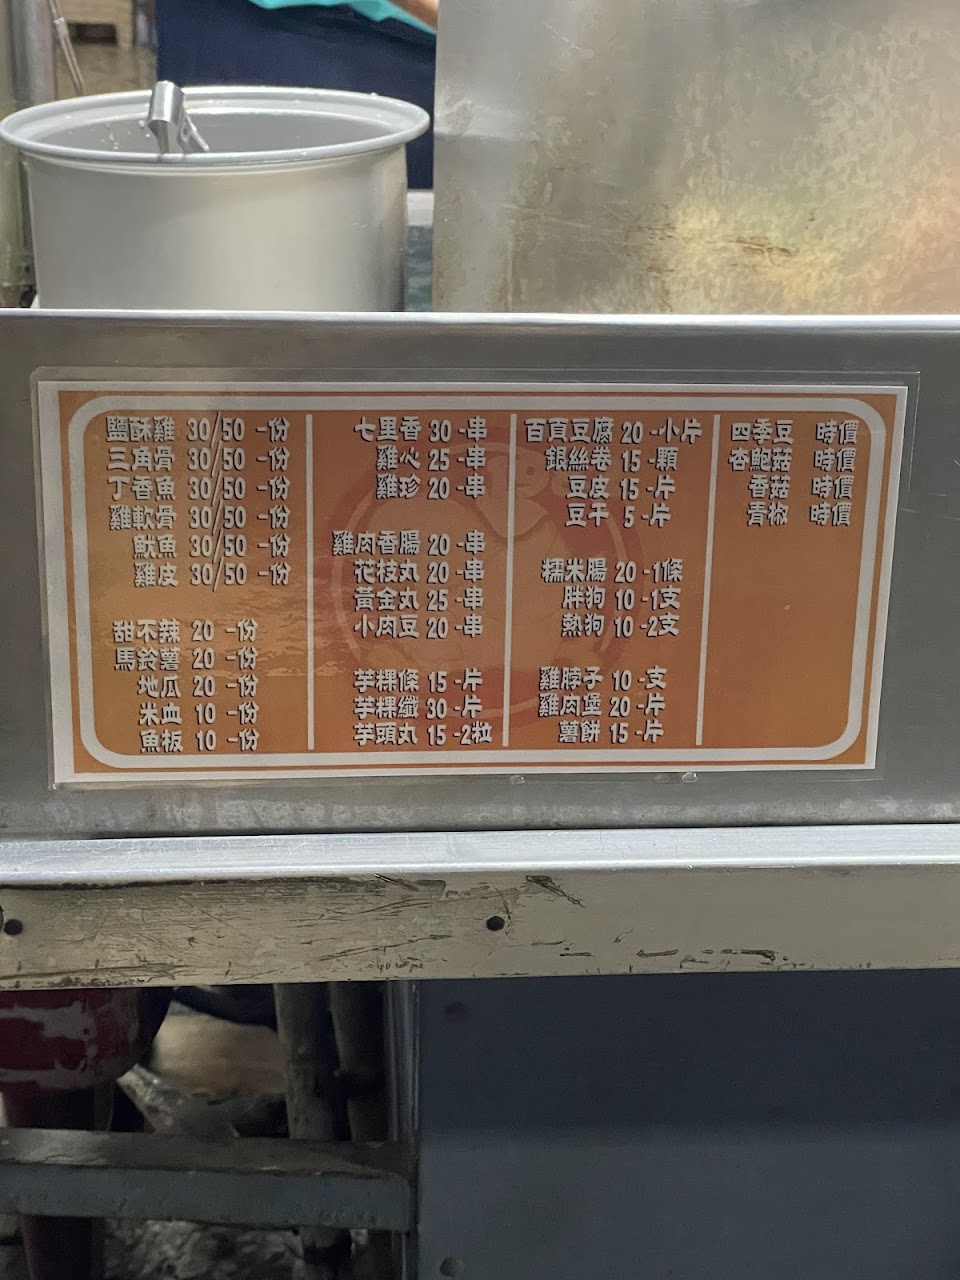 鹽酥雞 30/50 一份
三角骨 30/50 一份
丁香魚 30/50 一份
雞軟骨 30/50 一份
魷魚 30/50 一份
雞皮 30/50 一份
甜不辣 20 一份
馬鈴薯 20 一份
地瓜 20 一份
米血 10 一份
魚板 10 一份
七里香 30 一串
雞心 25 一串
雞珍 20 一串
雞肉香腸 20 一串
花枝丸 20 一串
黃金丸 25 一串
小肉豆 20 一串
芋粿條 15 一片
芋粿纖 30 一片
芋頭丸 15 -2粒
百頁豆腐 20 一小片
銀絲卷 15 一顆
豆皮 15 一片
豆干 5 一片
糯米腸 20 -1條
胖狗 10 -1支
熱狗 10 -2支
雞脖子 10 一支
雞肉堡 20 一片
薯餅 15 一片
四季豆 時價
杏鮑菇 時價
香菇 時價
青椒 時價